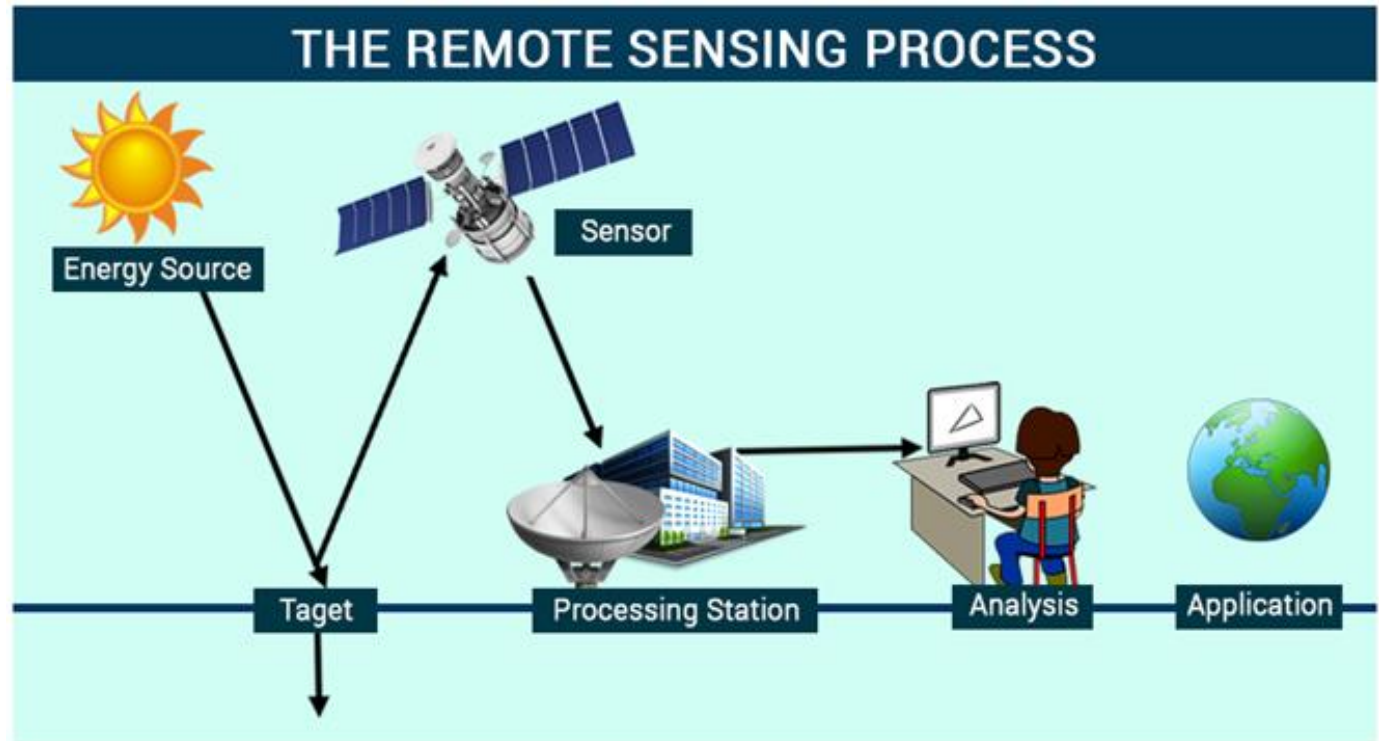 THE REMOTE SENSING PROCESS
Energy Source
Sensor
Taget
Processing Station
Analysis
Application